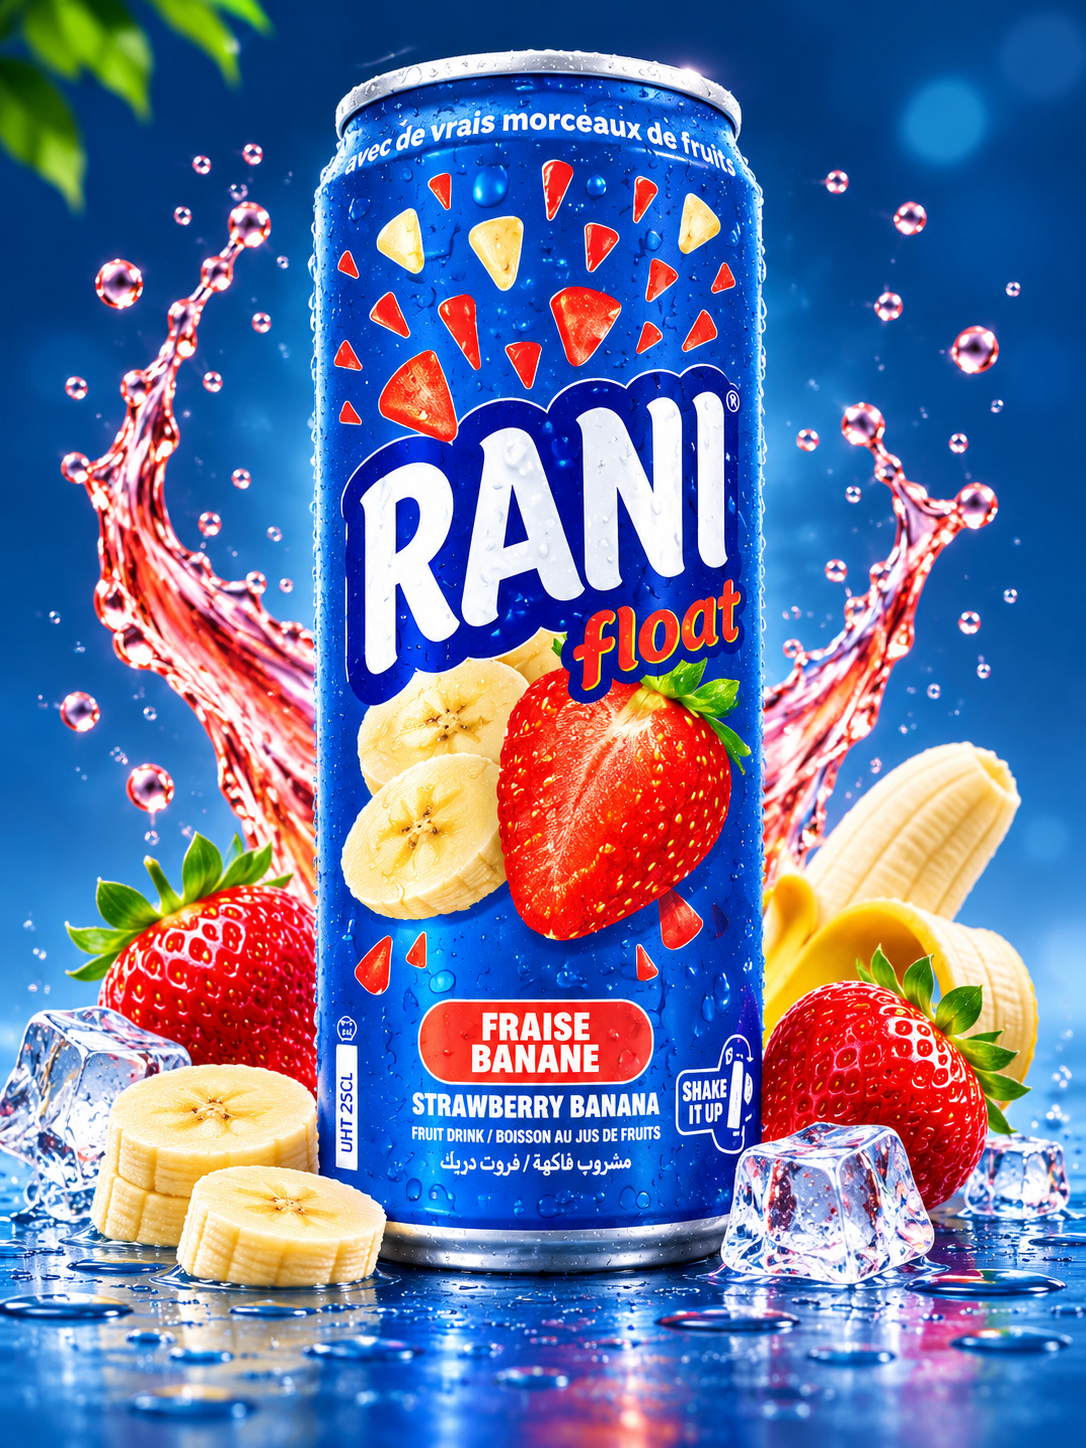 avec de vrais morceaux de fruits
RANI®
float
FRAISE
BANANE
STRAWBERRY BANANA
FRUIT DRINK / BOISSON AU JUS DE FRUITS
مشروب فاكهة / فروت دريك
SHAKE
IT UP
UHT 25CL